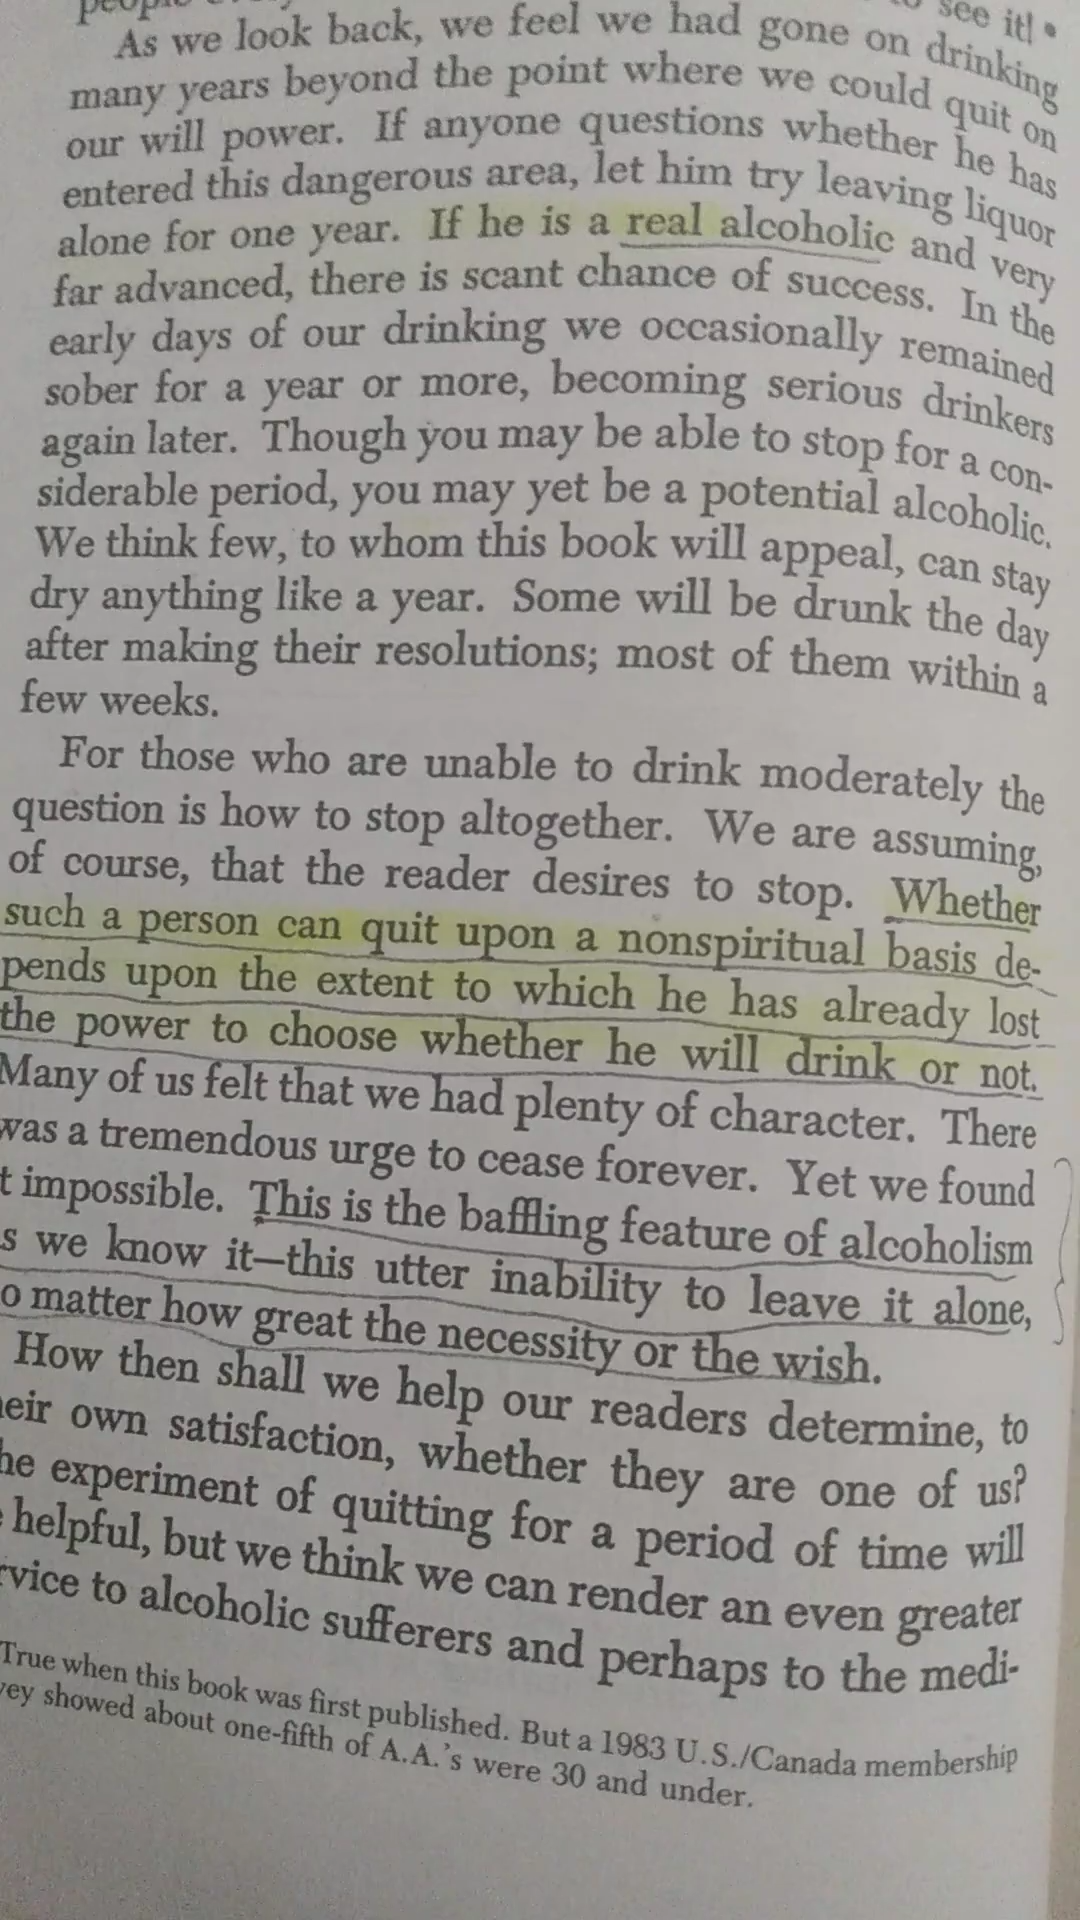 see it! •
As we look back, we feel we had gone on drinking
many years beyond the point where we could quit on
our will power. If anyone questions whether he has
entered this dangerous area, let him try leaving liquor
alone for one year. If he is a real alcoholic and very
far advanced, there is scant chance of success. In the
early days of our drinking we occasionally remained
sober for a year or more, becoming serious drinkers
again later. Though you may be able to stop for a con-
siderable period, you may yet be a potential alcoholic.
We think few, to whom this book will appeal, can stay
dry anything like a year. Some will be drunk the day
after making their resolutions; most of them within a
few weeks.
For those who are unable to drink moderately the
question is how to stop altogether. We are assuming,
of course, that the reader desires to stop. Whether
such a person can quit upon a nonspiritual basis de-
pends upon the extent to which he has already lost
the power to choose whether he will drink or not.
Many of us felt that we had plenty of character. There
was a tremendous urge to cease forever. Yet we found
t impossible. This is the baffling feature of alcoholism
s we know it—this utter inability to leave it alone,
o matter how great the necessity or the wish.
How then shall we help our readers determine, to
eir own satisfaction, whether they are one of us?
he experiment of quitting for a period of time will
helpful, but we think we can render an even greater
rvice to alcoholic sufferers and perhaps to the medi-
True when this book was first published. But a 1983 U.S./Canada membership
vey showed about one-fifth of A.A.'s were 30 and under.